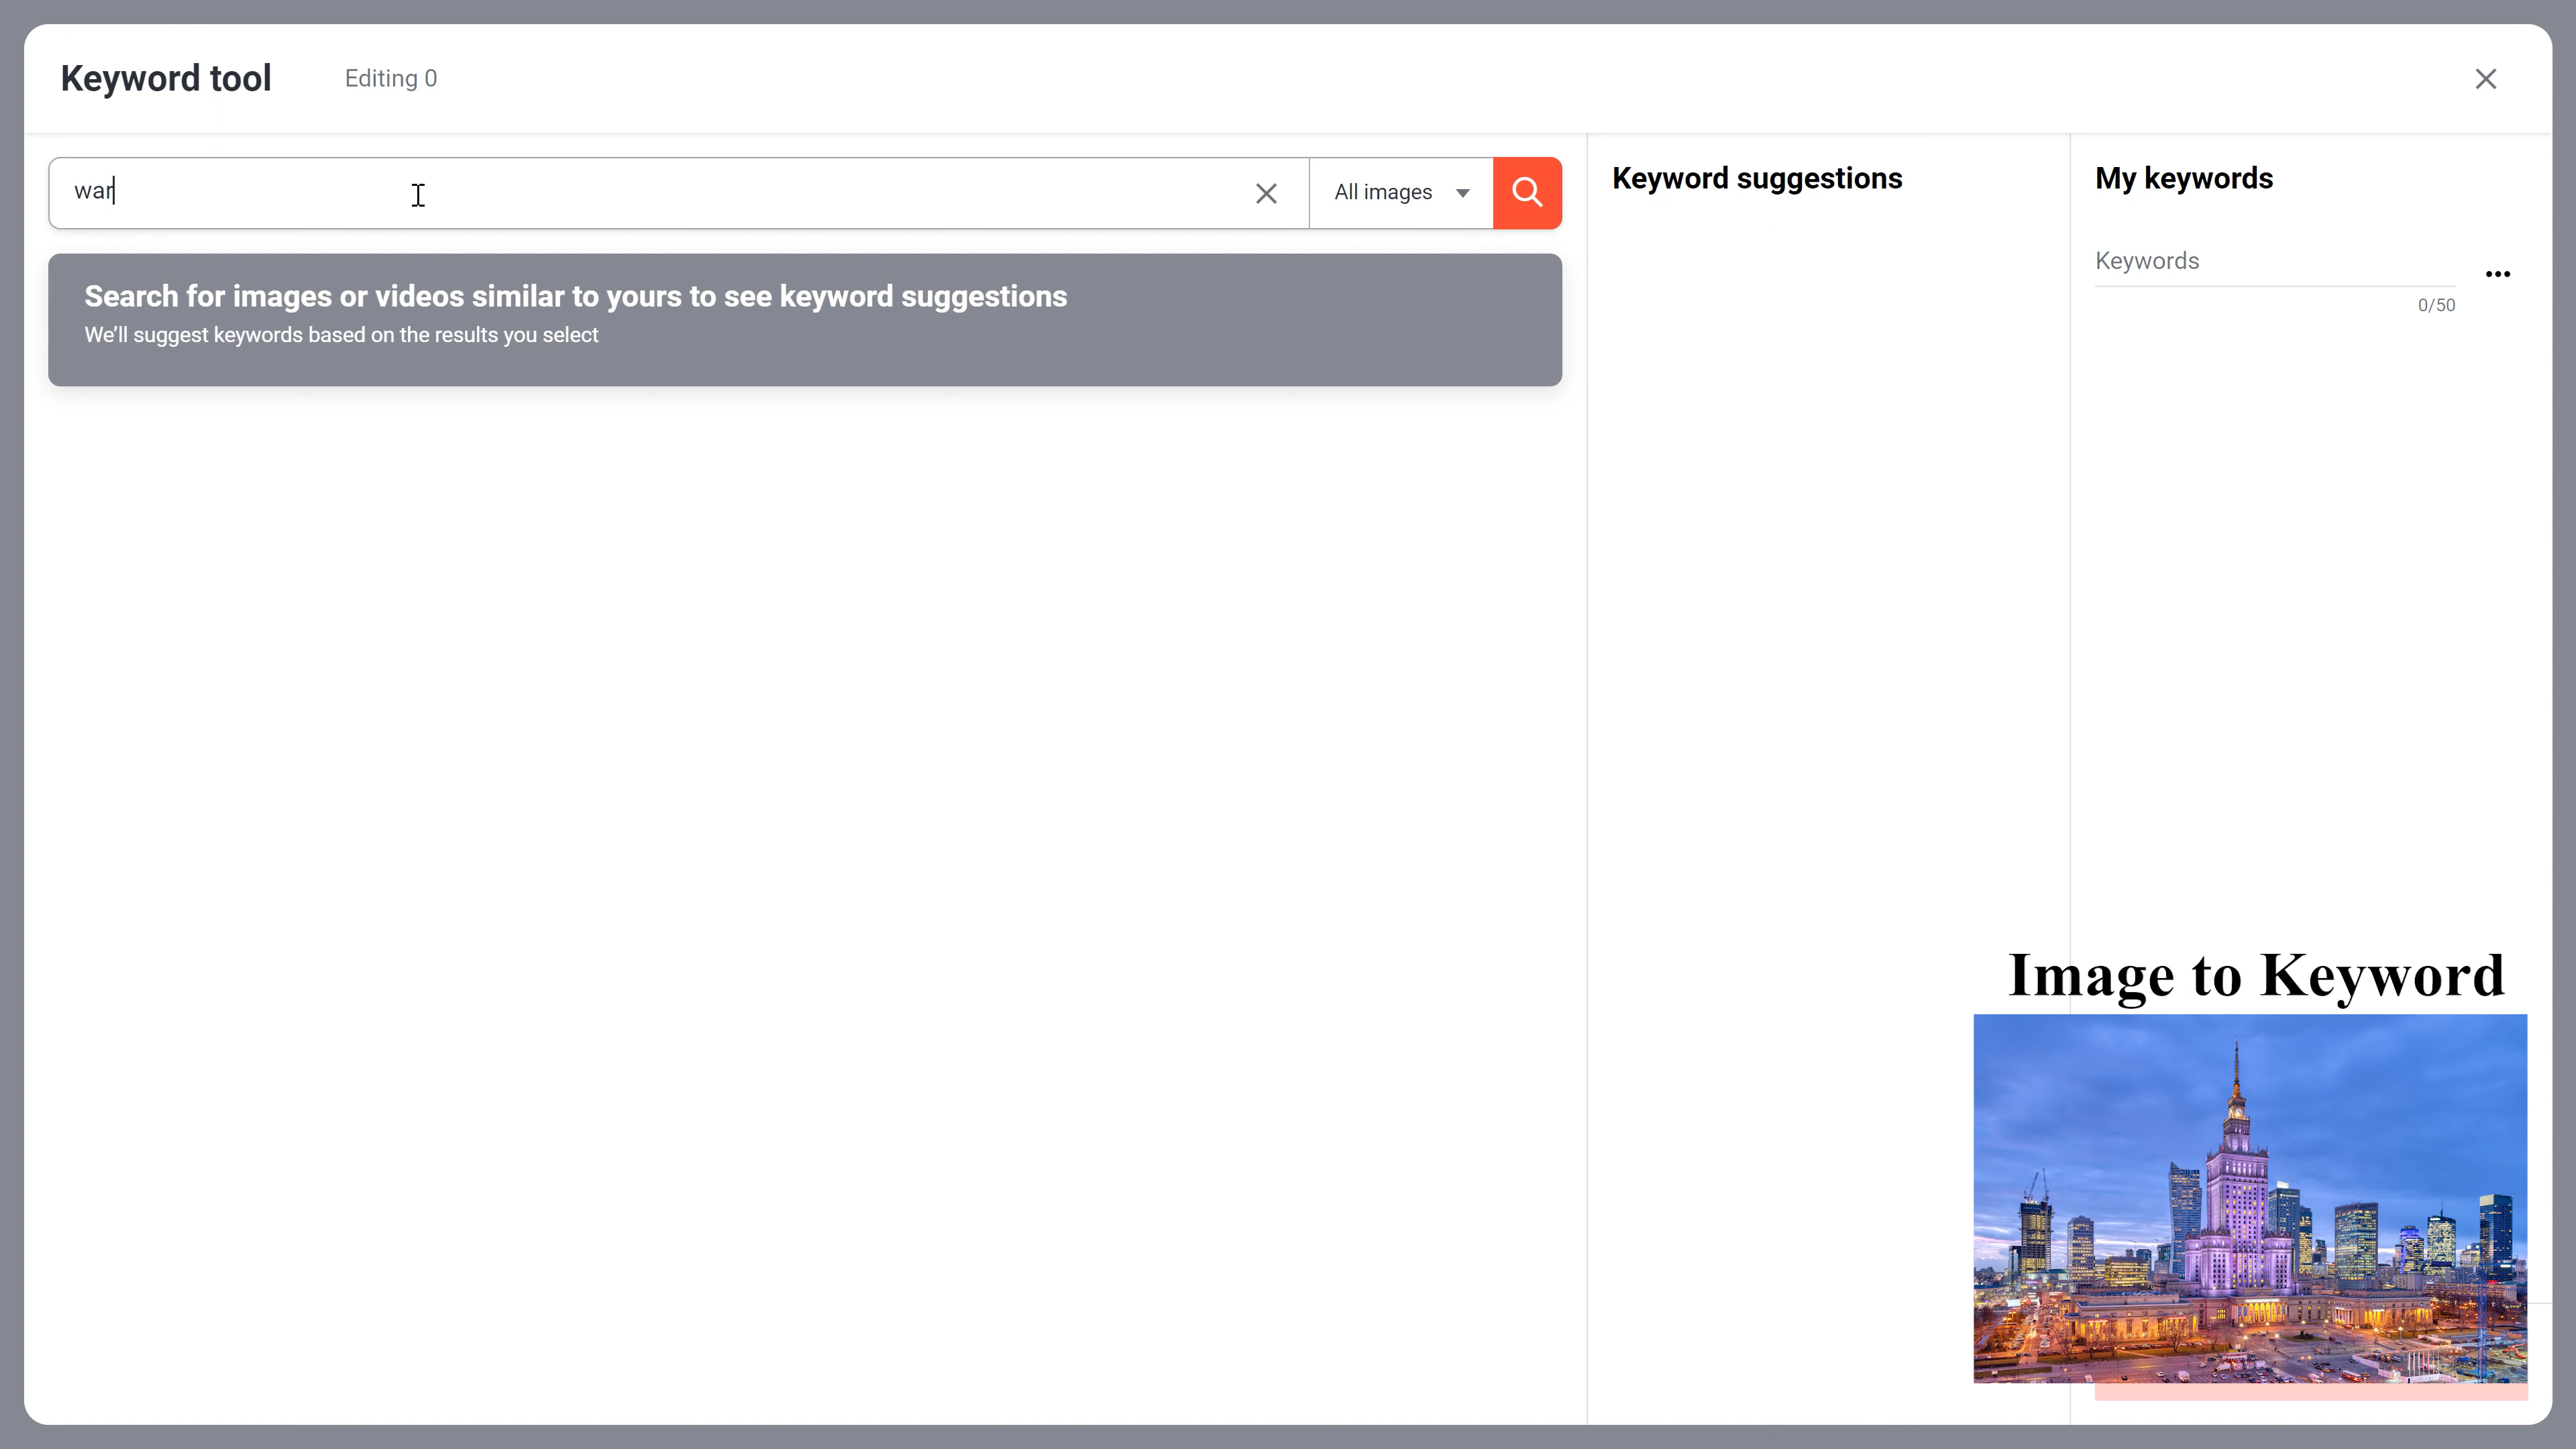 Keyword tool
Editing 0
war
All images
Search for images or videos similar to yours to see keyword suggestions
We'll suggest keywords based on the results you select
Keyword suggestions
My keywords
Keywords
0/50
Image to Keyword